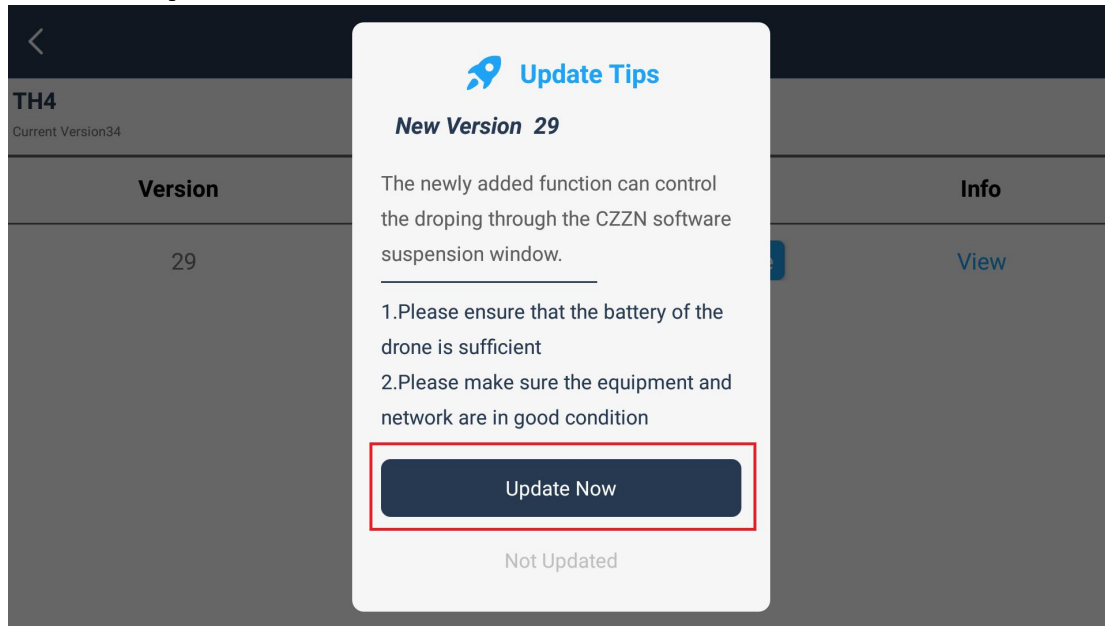 Update Tips
TH4
Current Version34
New Version 29
Version
Info
The newly added function can control
the droping through the CZZN software
suspension window.
29
View
1.Please ensure that the battery of the
drone is sufficient
2.Please make sure the equipment and
network are in good condition
Update Now
Not Updated